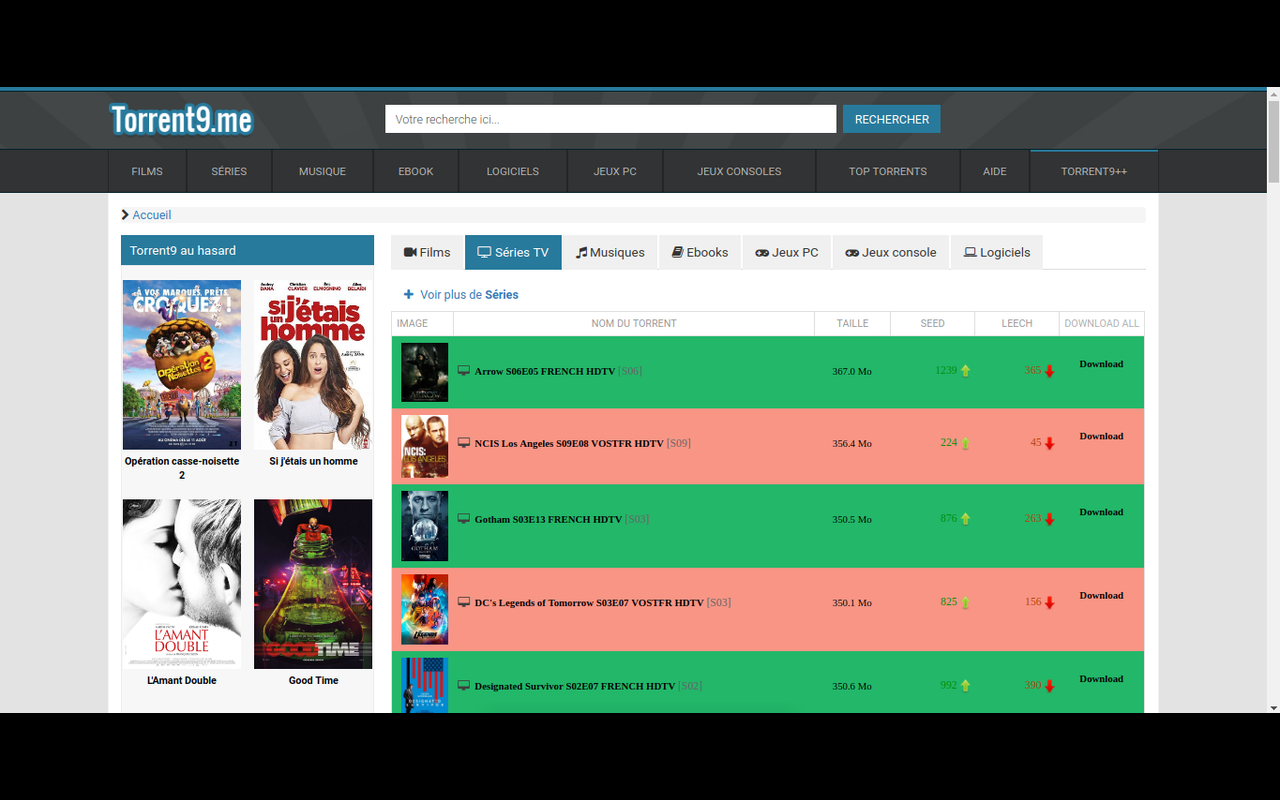 Torrent9.me
Votre recherche ici...
RECHERCHER
FILMS
SÉRIES
MUSIQUE
EBOOK
LOGICIELS
JEUX PC
JEUX CONSOLES
TOP TORRENTS
AIDE
TORRENT9++
Accueil
Torrent9 au hasard
À VOS MARQUES, PRÊTS,
CROQUEZ !
Opération
Noisettes 2
Opération casse-noisette
2
si j'étais
un homme
Si j'étais un homme
L'AMANT
DOUBLE
L'Amant Double
GOOD TIME
Good Time
Films
Séries TV
Musiques
Ebooks
Jeux PC
Jeux console
Logiciels
Voir plus de Séries
IMAGE
NOM DU TORRENT
TAILLE
SEED
LEECH
DOWNLOAD ALL
Arrow S06E05 FRENCH HDTV [S06]
367.0 Mo
1239
365
Download
NCIS:
LOS ANGELES
NCIS Los Angeles S09E08 VOSTFR HDTV [S09]
356.4 Mo
224
45
Download
GOTHAM
Gotham S03E13 FRENCH HDTV [S03]
350.5 Mo
876
263
Download
DC's Legends of Tomorrow S03E07 VOSTFR HDTV [S03]
350.1 Mo
825
156
Download
Designated Survivor S02E07 FRENCH HDTV [S02]
350.6 Mo
992
390
Download